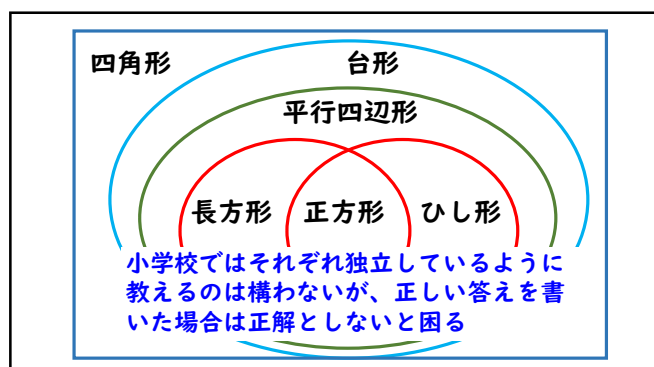 四角形 台形
平行四辺形
長方形 正方形 ひし形
小学校ではそれぞれ独立しているように
教えるのは構わないが、正しい答えを書
いた場合は正解としないと困る